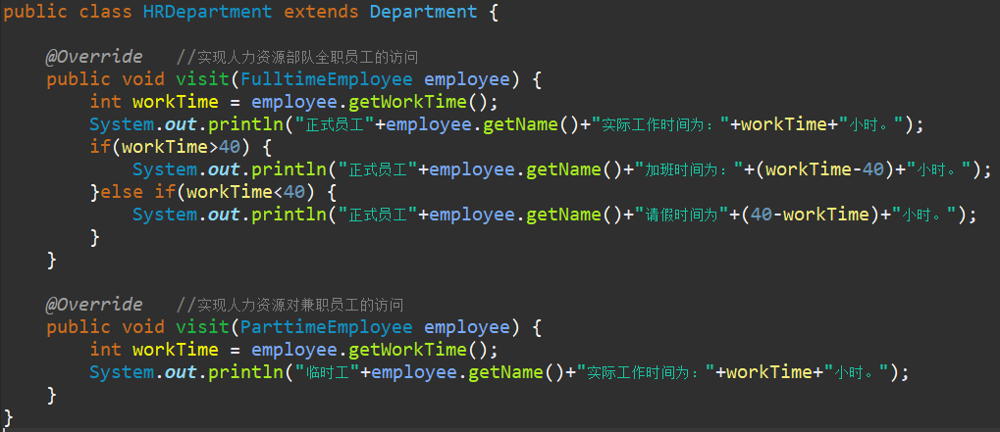 public class HRDepartment extends Department {
@Override //实现人力资源部队全职员工的访问
public void visit(FulltimeEmployee employee) {
int workTime = employee.getWorkTime();
System.out.println("正式员工"+employee.getName()+"实际工作时间为："+workTime+"小时。");
if(workTime>40) {
System.out.println("正式员工"+employee.getName()+"加班时间为："+(workTime-40)+"小时。");
}else if(workTime<40) {
System.out.println("正式员工"+employee.getName()+"请假时间为"+(40-workTime)+"小时。");
}
}
@Override //实现人力资源对兼职员工的访问
public void visit(ParttimeEmployee employee) {
int workTime = employee.getWorkTime();
System.out.println("临时工"+employee.getName()+"实际工作时间为："+workTime+"小时。");
}
}